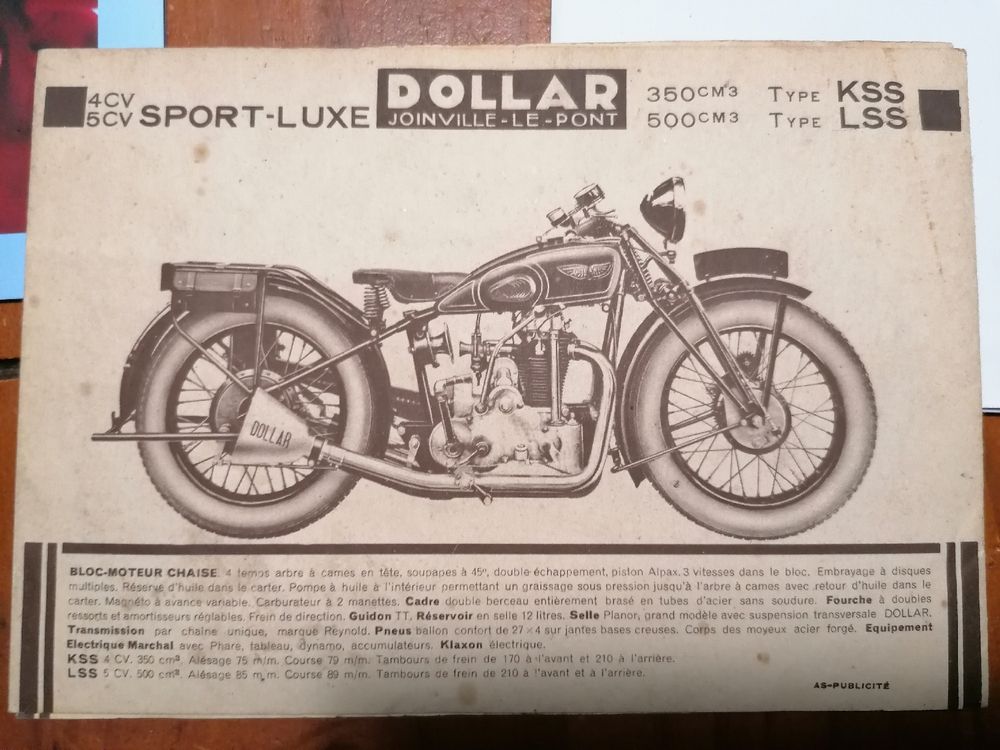 4CV
5CV SPORT-LUXE
DOLLAR
JOINVILLE-LE-PONT
350CM3 TYPE KSS
500CM3 TYPE LSS
DOLLAR
BLOC-MOTEUR CHAISE. 4 temps arbre à cames en tête, soupapes à 45°, double échappement, piston Alpax. 3 vitesses dans le bloc. Embrayage à disques
multiples. Réserve d'huile dans le carter. Pompe à huile à l'intérieur permettant un graissage sous pression jusqu'à l'arbre à cames avec retour d'huile dans le
carter. Magnéto à avance variable. Carburateur à 2 manettes. Cadre double berceau entièrement brasé en tubes d'acier sans soudure. Fourche à doubles
ressorts et amortisseurs réglables. Frein de direction. Guidon TT. Réservoir en selle 12 litres. Selle Planor, grand modèle avec suspension transversale DOLLAR.
Transmission par chaîne unique, marque Reynold. Pneus ballon confort de 27×4 sur jantes bases creuses. Corps des moyeux acier forgé. Equipement
Electrique Marchal avec Phare, tableau, dynamo, accumulateurs. Klaxon électrique.
KSS 4 CV. 350 cm³. Alésage 75 m/m. Course 79 m/m. Tambours de frein de 170 à l'avant et 210 à l'arrière.
LSS 5 CV. 500 cm³. Alésage 85 m/m. Course 89 m/m. Tambours de frein de 210 à l'avant et à l'arrière.
AS-PUBLICITÉ